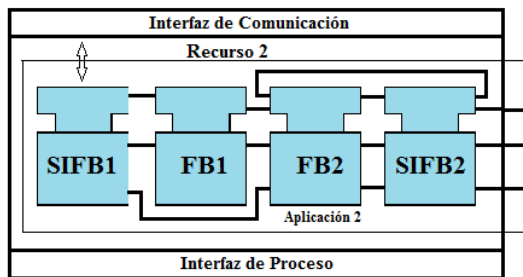 Interfaz de Comunicación
Recurso 2
SIFB1
FB1
FB2
SIFB2
Aplicación 2
Interfaz de Proceso